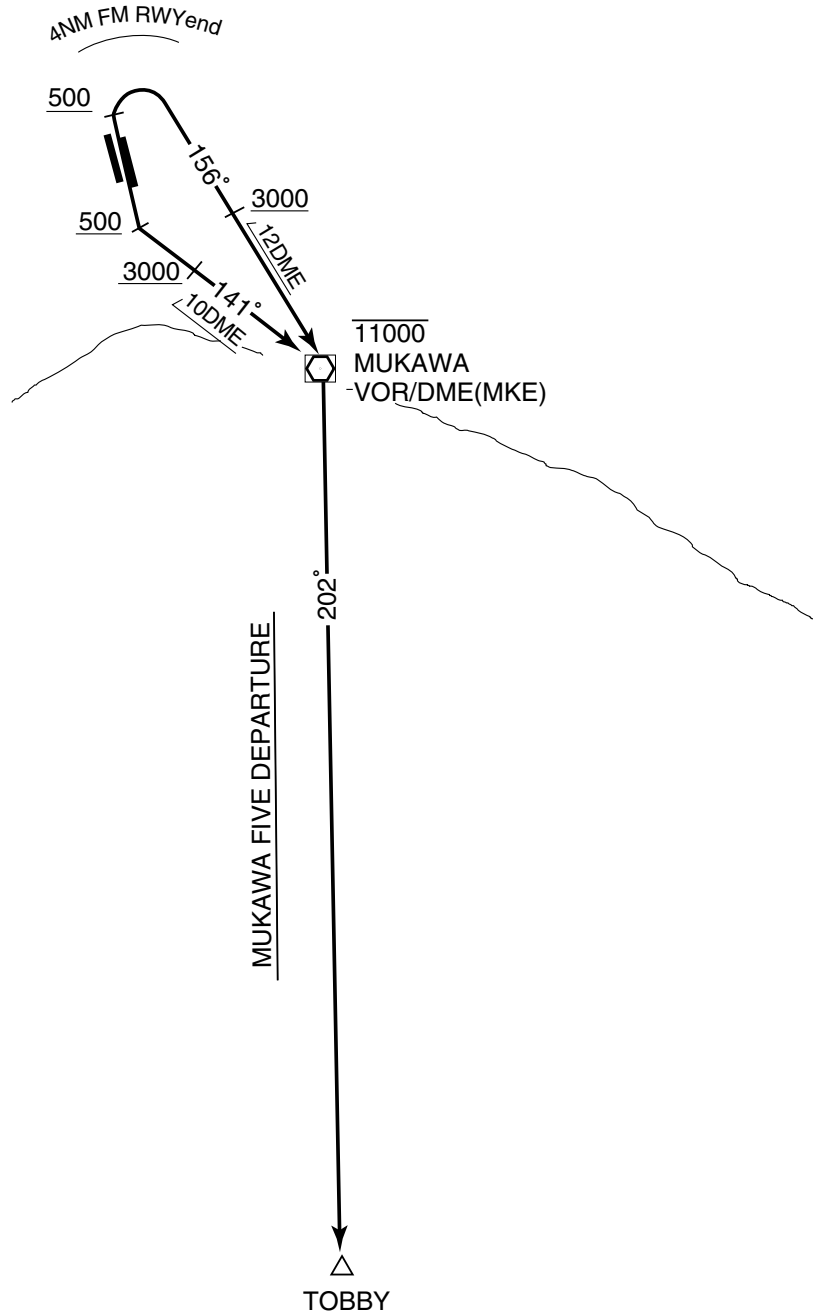 4NM FM RWYend
500
156°
3000
12DME
500
3000
141°
10DME
11000
MUKAWA
VOR/DME(MKE)
202°
MUKAWA FIVE DEPARTURE
TOBBY